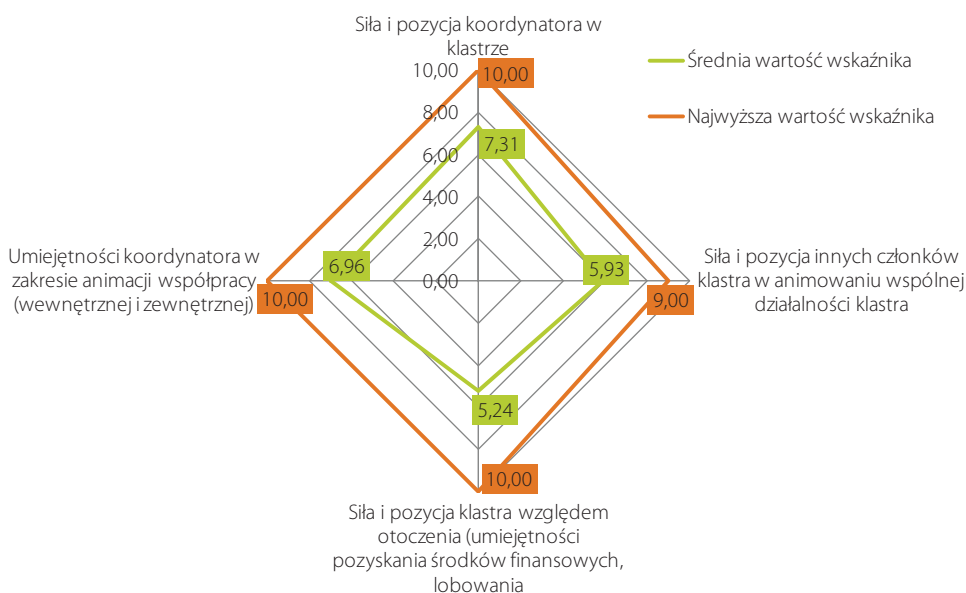 Siła i pozycja koordynatora w
klastrze
Średnia wartość wskaźnika
Najwyższa wartość wskaźnika
10,00
8,00
6,00
4,00
2,00
0,00
10,00
7,31
5,93
9,00
5,24
10,00
6,96
10,00
Umiejętności koordynatora w
zakresie animacji współpracy
(wewnętrznej i zewnętrznej)
Siła i pozycja innych członków
klastra w animowaniu wspólnej
działalności klastra
Siła i pozycja klastra względem
otoczenia (umiejętności
pozyskania środków finansowych,
lobowania